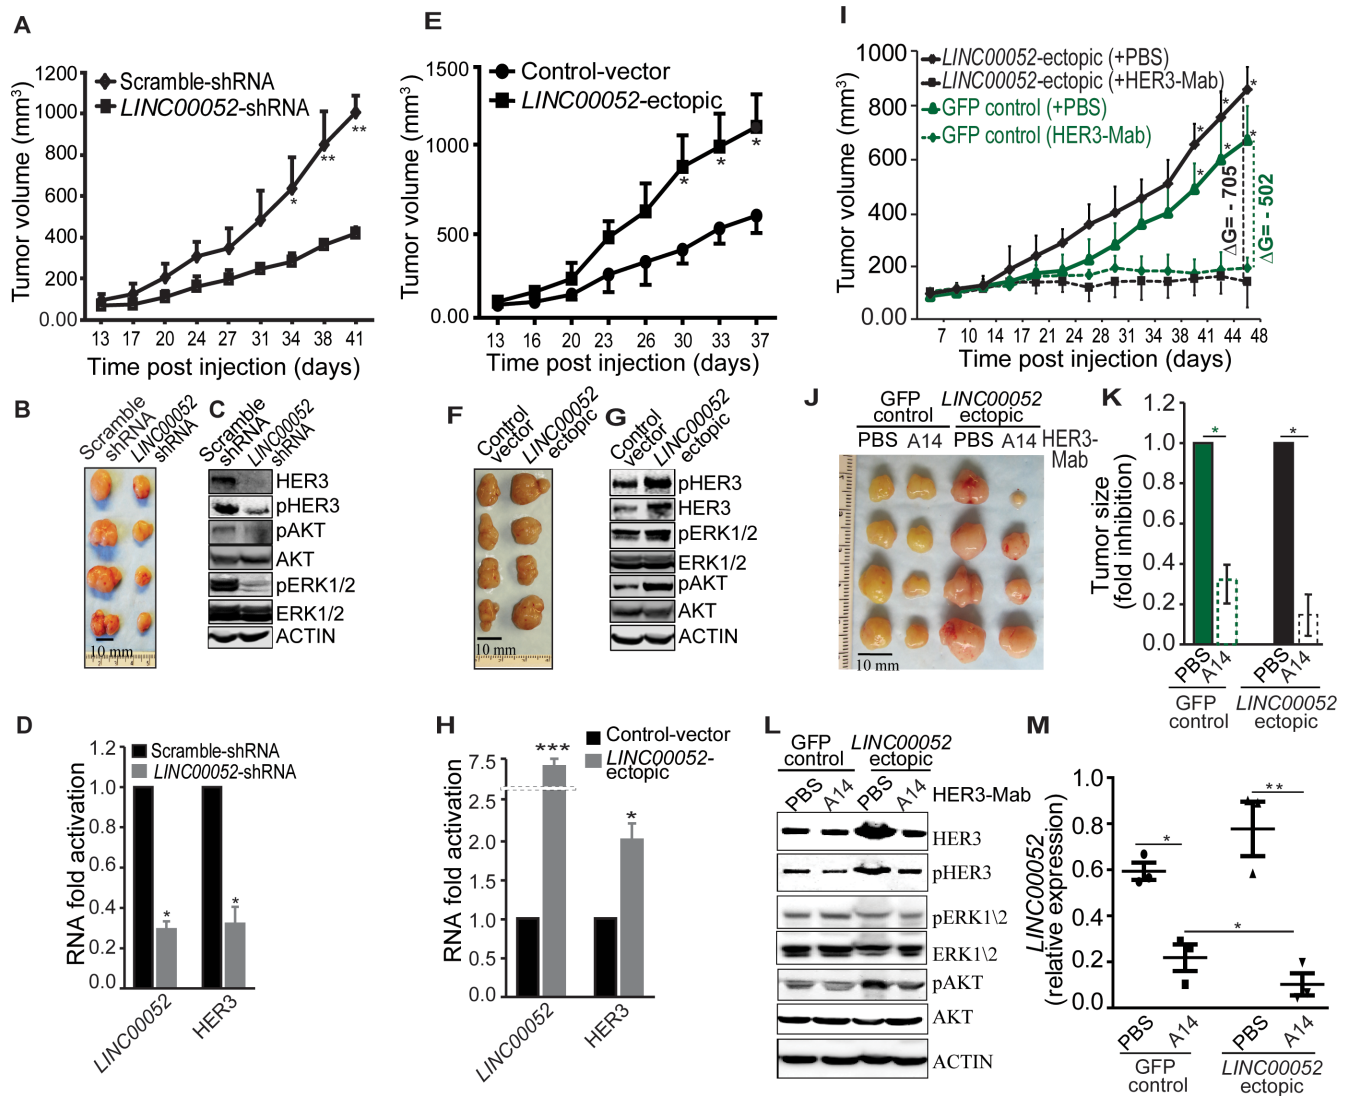 A
Tumor volume (mm3)
1200
1000
800
600
400
200
0.00
Scramble-shRNA
LINC00052-shRNA
*
**
**
13 17 20 24 27 31 34 38 41
Time post injection (days)
E
Tumor volume (mm3)
1500
1000
500
0.00
Control-vector
LINC00052-ectopic
*
*
*
13 16 20 23 26 30 33 37
Time post injection (days)
I
Tumor volume (mm3)
1000
800
600
400
200
0.00
LINC00052-ectopic (+PBS)
LINC00052-ectopic (+HER3-Mab)
GFP control (+PBS)
GFP control (HER3-Mab)
*
*
*
*
*
*
ΔG= - 705
ΔG= - 502
7 10 14 17 21 24 28 31 34 38 41 44 48
Time post injection (days)
B
Scramble
shRNA
LINC00052
shRNA
10 mm
C
Scramble
shRNA
LINC00052
shRNA
HER3
pHER3
pAKT
AKT
pERK1/2
ERK1/2
ACTIN
F
Control
vector
LINC00052
ectopic
10 mm
G
Control
vector
LINC00052
ectopic
pHER3
HER3
pERK1/2
ERK1/2
pAKT
AKT
ACTIN
J
GFP
control
LINC00052
ectopic
PBS A14 PBS A14 HER3-
Mab
10 mm
K
Tumor size
(fold inhibition)
1.2
1.0
0.8
0.6
0.4
0.2
0.0
*
*
PBS
A14
PBS
A14
GFP
control
LINC00052
ectopic
D
RNA fold activation
1.2
1.0
0.8
0.6
0.4
0.2
0.0
Scramble-shRNA
LINC00052-shRNA
*
*
LINC00052
HER3
H
RNA fold activation
7.5
2.5
2.0
1.5
1.0
0.5
0.0
Control-vector
LINC00052-
ectopic
***
*
LINC00052
HER3
L
GFP
control
LINC00052
ectopic
PBS A14 PBS A14 HER3-Mab
HER3
pHER3
pERK1\2
ERK1\2
pAKT
AKT
ACTIN
M
LINC00052
(relative expression)
1.0
0.8
0.6
0.4
0.2
0.0
*
**
*
PBS
A14
PBS
A14
GFP
control
LINC00052
ectopic